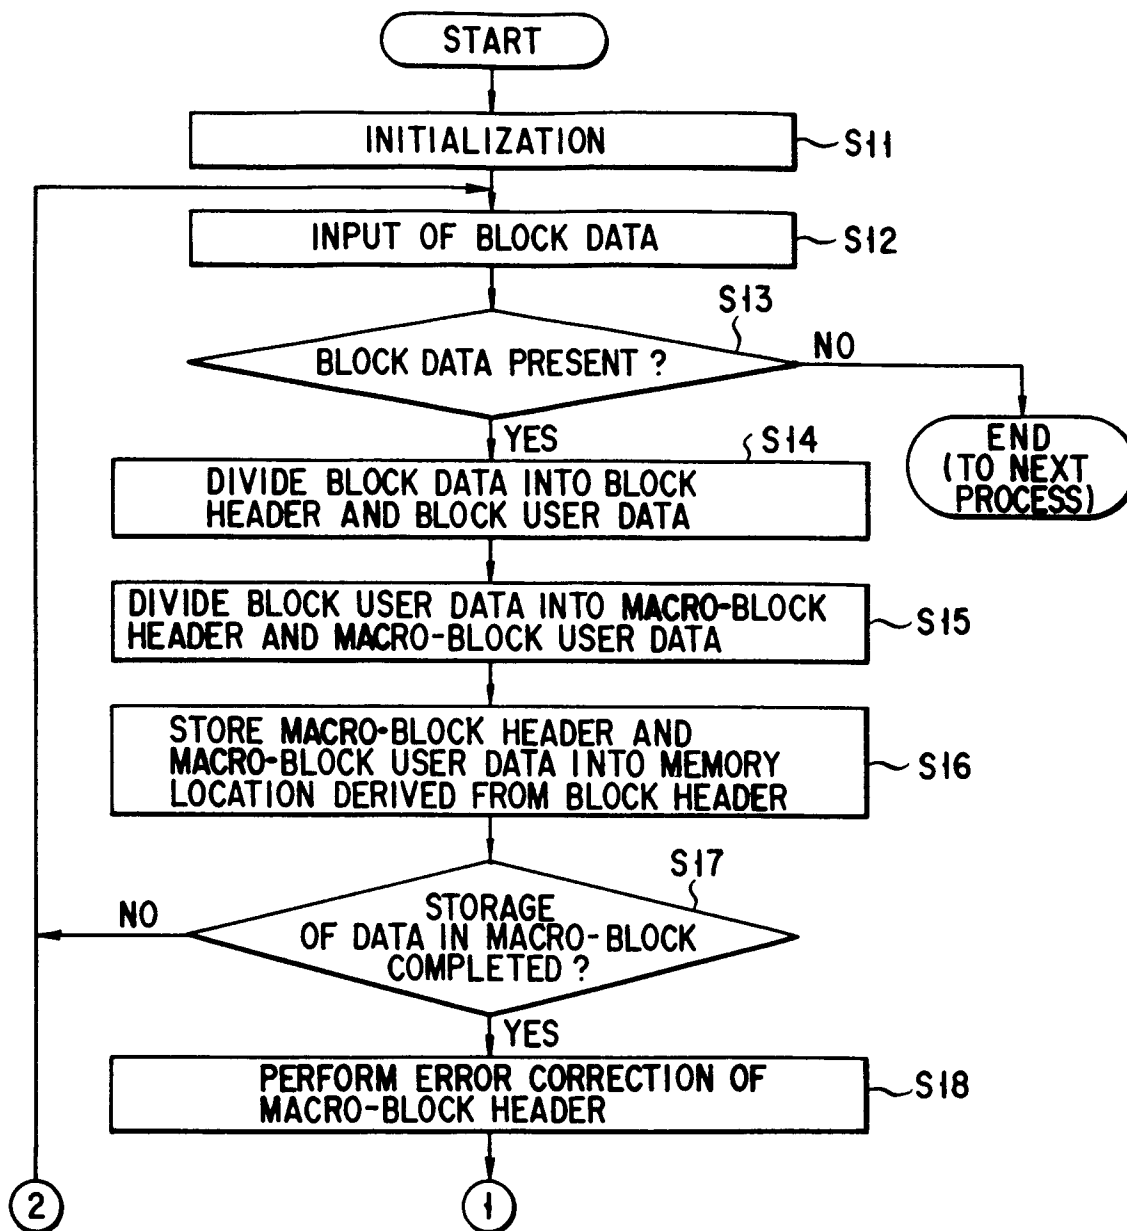 START
INITIALIZATION
S11
INPUT OF BLOCK DATA
S12
S13
BLOCK DATA PRESENT ?
NO
YES
S14
END
(TO NEXT
PROCESS)
DIVIDE BLOCK DATA INTO BLOCK
HEADER AND BLOCK USER DATA
DIVIDE BLOCK USER DATA INTO MACRO-BLOCK
HEADER AND MACRO-BLOCK USER DATA
S15
STORE MACRO-BLOCK HEADER AND
MACRO-BLOCK USER DATA INTO MEMORY
LOCATION DERIVED FROM BLOCK HEADER
S16
S17
NO
STORAGE
OF DATA IN MACRO-BLOCK
COMPLETED ?
YES
PERFORM ERROR CORRECTION OF
MACRO-BLOCK HEADER
S18
2
1